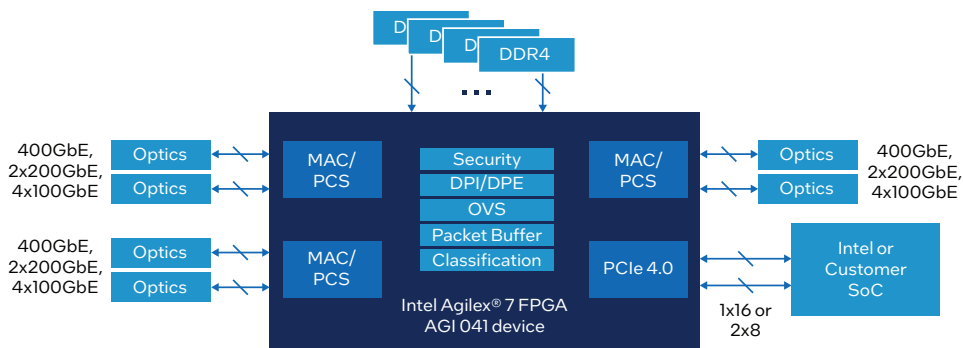 D
D
D
DDR4
...
400GbE,
2x200GbE,
4x100GbE
Optics
Optics
MAC/
PCS
Security
DPI/DPE
OVS
Packet Buffer
Classification
MAC/
PCS
Optics
Optics
400GbE,
2x200GbE,
4x100GbE
400GbE,
2x200GbE,
4x100GbE
Optics
Optics
MAC/
PCS
PCIe 4.0
Intel or
Customer
SoC
1x16 or
2x8
Intel Agilex® 7 FPGA
AGI 041 device